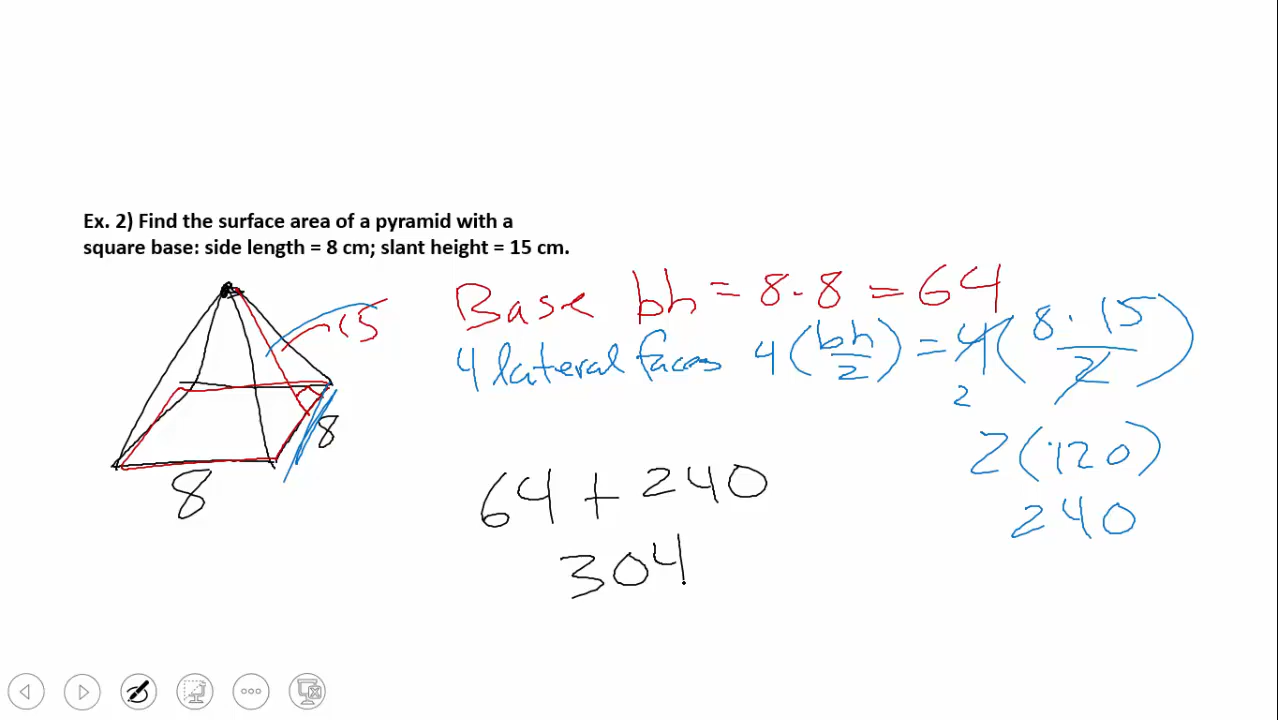 Ex. 2) Find the surface area of a pyramid with a
square base: side length = 8 cm; slant height = 15 cm.
15
8
8
Base bh = 8·8 = 64
4 lateral faces 4(bh/2) = 4(8·15/2)
2
2(120)
240
64 + 240
304